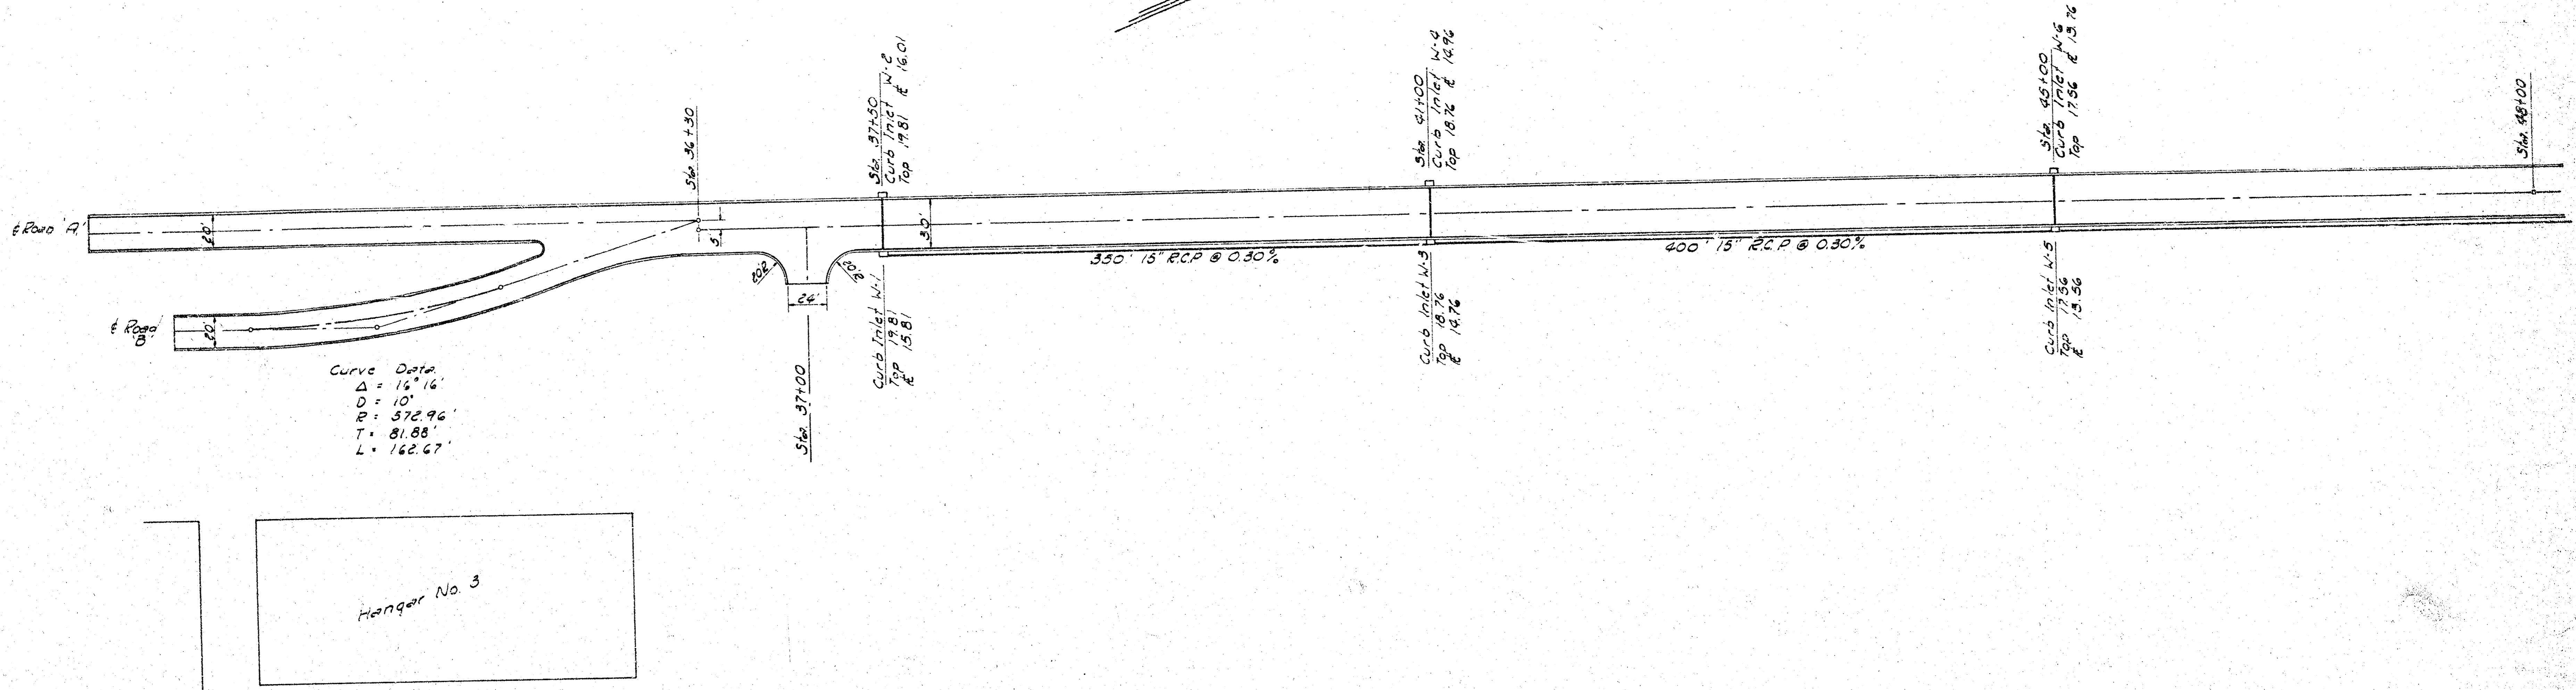 ℄ Road 'A'
20'
℄ Road 'B'
20'
Sta. 36+30
5'
Sta. 37+50
Curb Inlet W-2
Top 19.81 ℄ 16.01
30'
20'R
20'R
24'
Sta. 37+00
Curb Inlet W-1
Top 19.81
℄ 15.81
350' 15" R.C.P. @ 0.30%
Sta. 41+00
Curb Inlet W-4
Top 18.76 ℄ 14.96
Curb Inlet W-3
Top 18.76
℄ 14.76
400' 15" R.C.P. @ 0.30%
Sta. 45+00
Curb Inlet W-6
Top 17.56 ℄ 13.76
Curb Inlet W-5
Top 17.56
℄ 13.56
Sta. 48+00
Curve Data
Δ = 16° 16'
D = 10°
R = 572.96'
T = 81.88'
L = 162.67'
Hangar No. 3